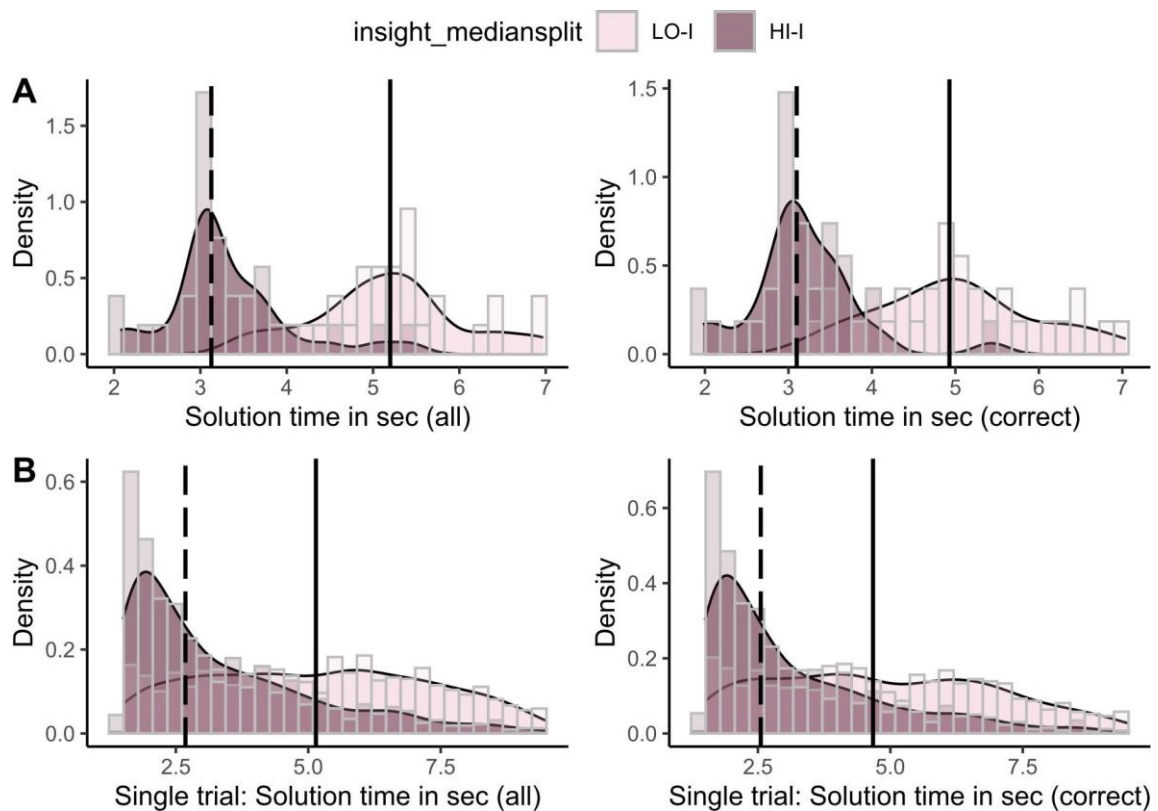 insight_mediansplit LO-I HI-I
A
Density
1.5
1.0
0.5
0.0
2 3 4 5 6 7
Solution time in sec (all)
Density
1.5
1.0
0.5
0.0
2 3 4 5 6 7
Solution time in sec (correct)
B
Density
0.6
0.4
0.2
0.0
2.5 5.0 7.5
Single trial: Solution time in sec (all)
Density
0.6
0.4
0.2
0.0
2.5 5.0 7.5
Single trial: Solution time in sec (correct)